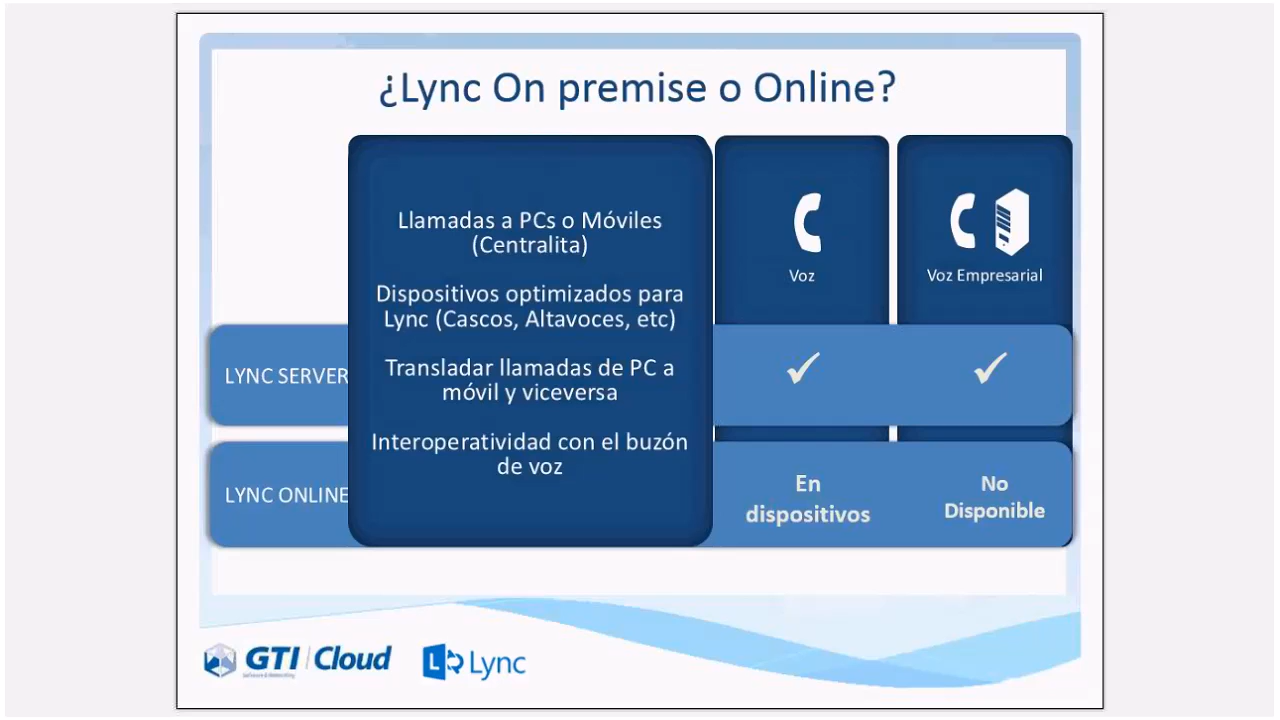 ¿Lync On premise o Online?
Llamadas a PCs o Móviles
(Centralita)
Dispositivos optimizados para
Lync (Cascos, Altavoces, etc)
Transladar llamadas de PC a
móvil y viceversa
Interoperatividad con el buzón
de voz
Voz
Voz Empresarial
LYNC SERVER
LYNC ONLINE
En
dispositivos
No
Disponible
GTI Cloud
Software & Networking
Lync